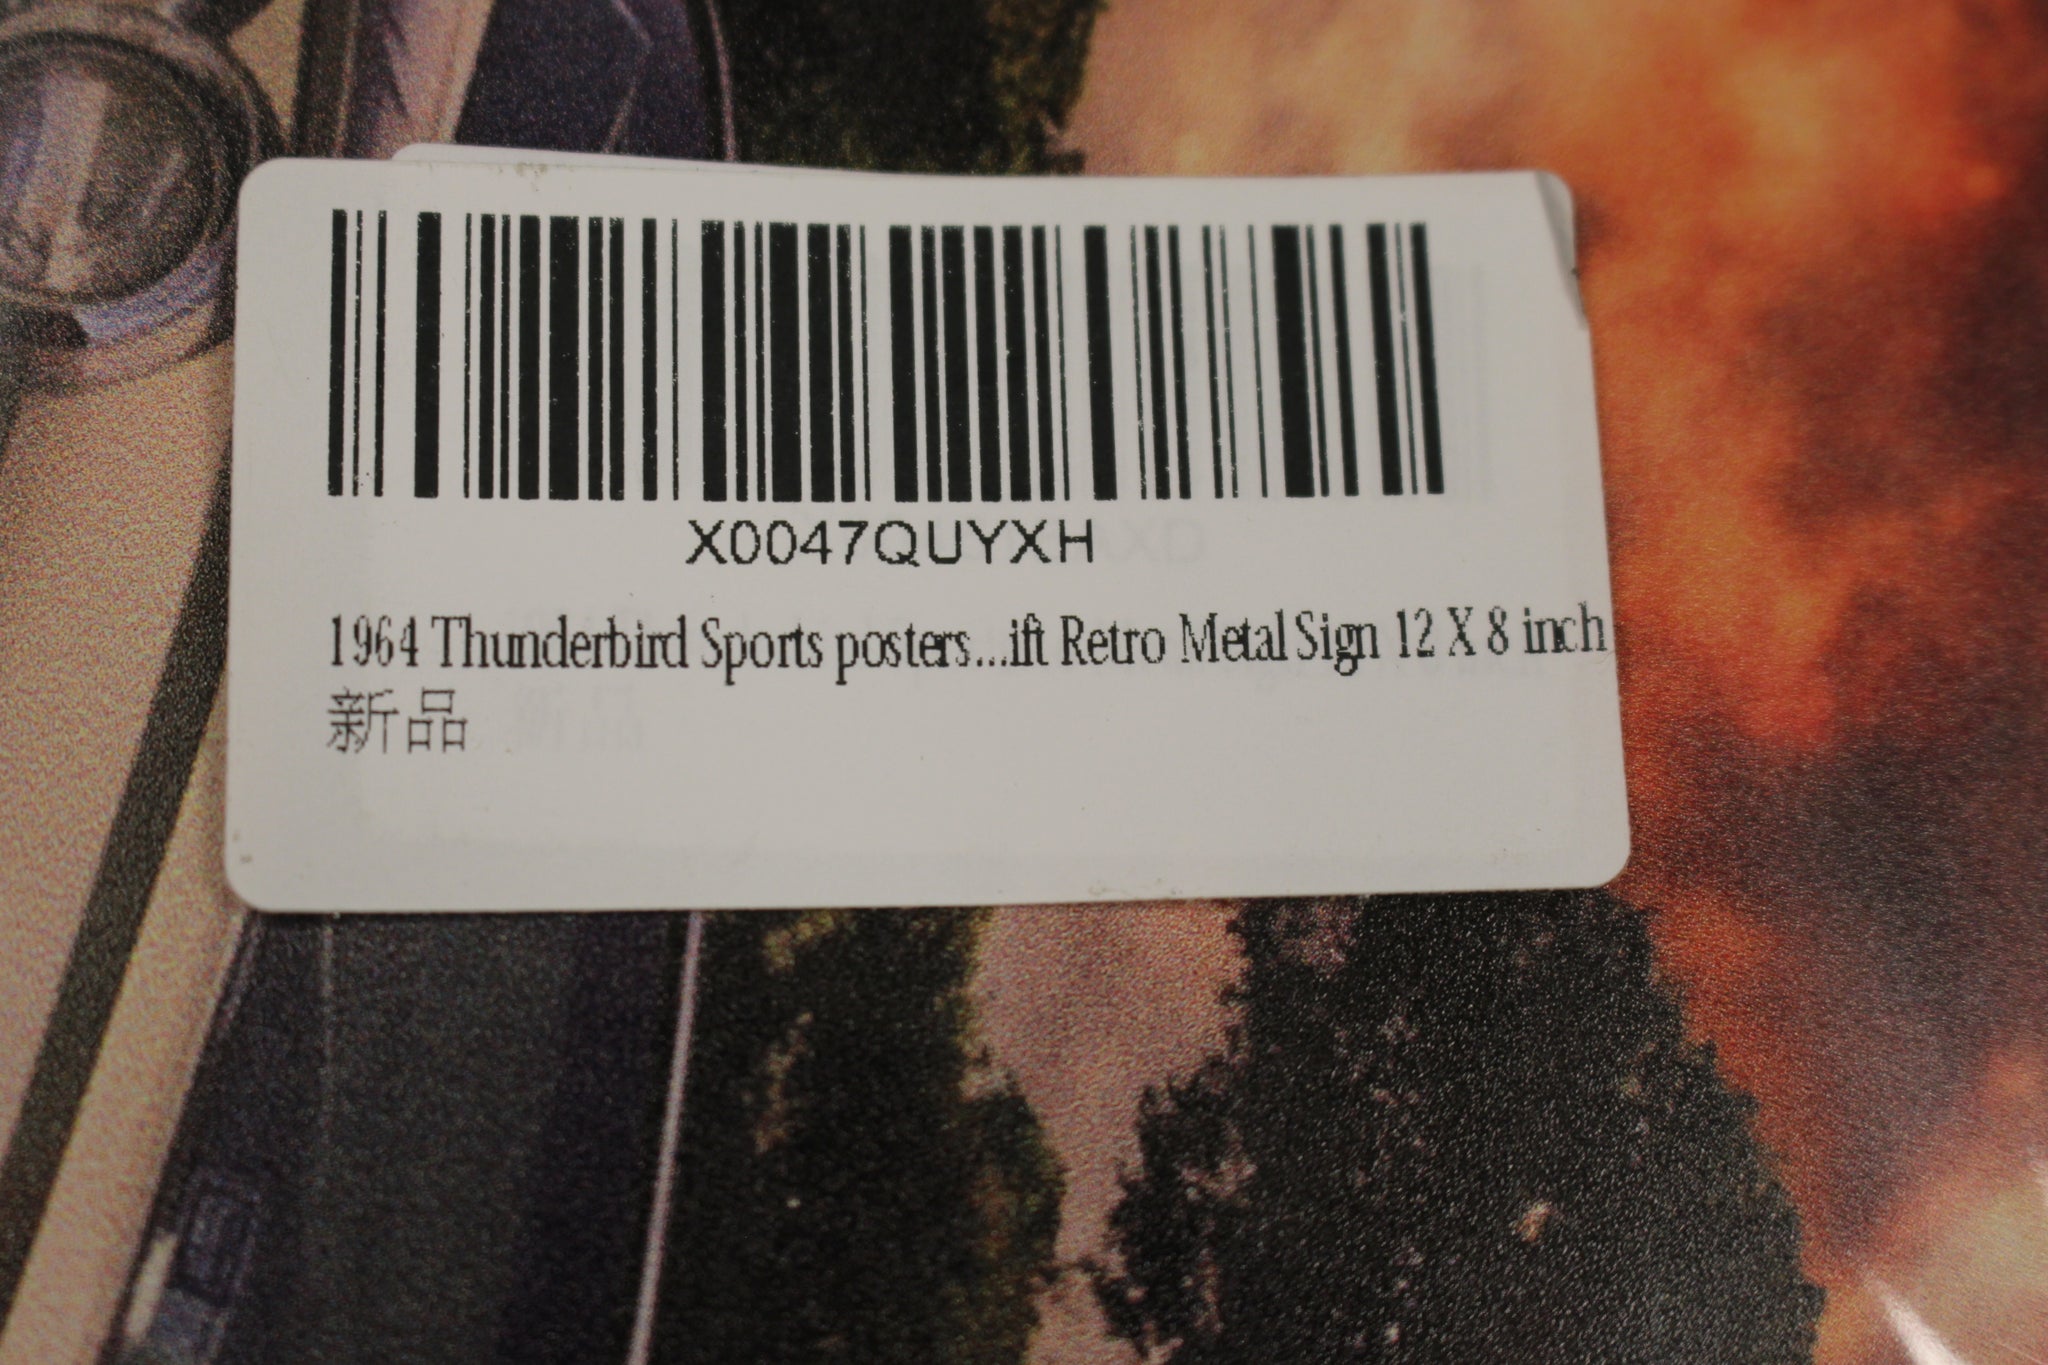 X0047QUYXH
1964 Thunderbird Sports posters...ift Retro Metal Sign 12 X 8 inch
新品